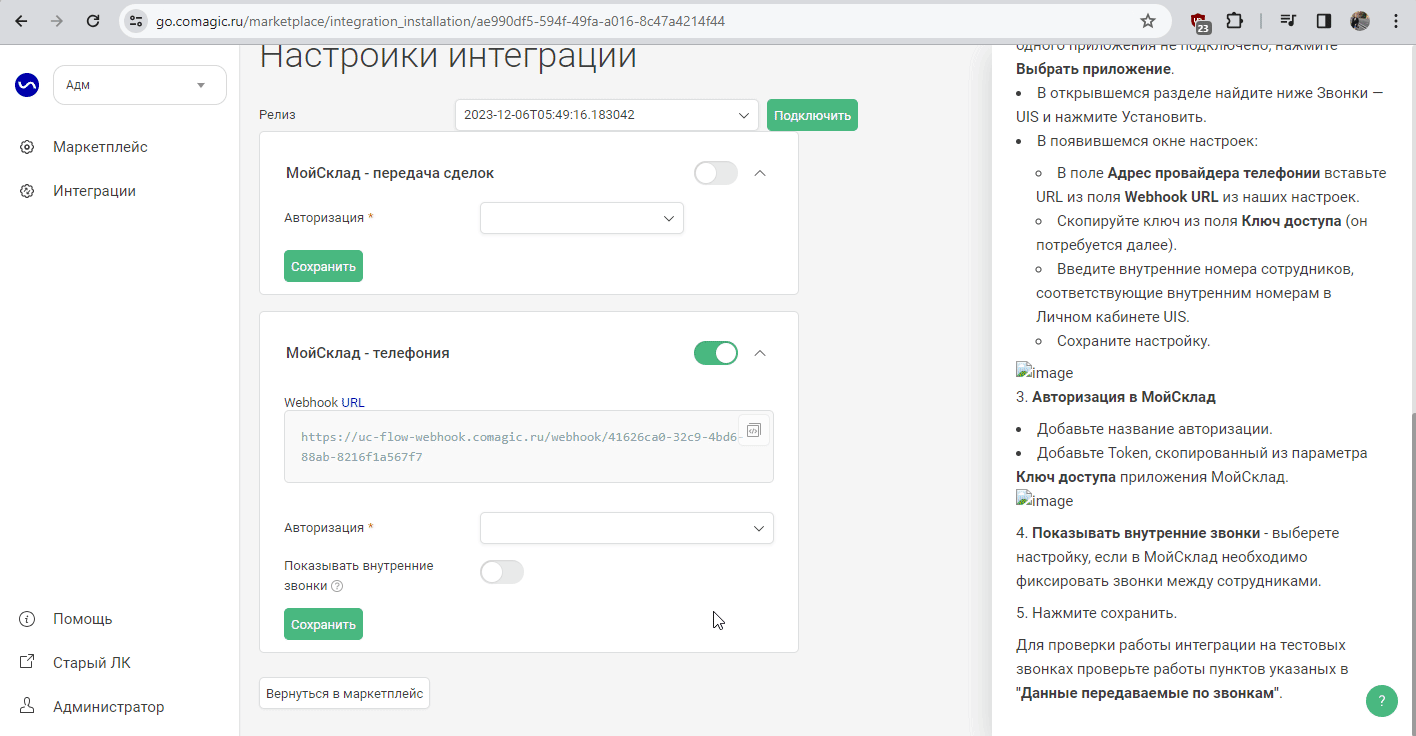 go.comagic.ru/marketplace/integration_installation/ae990df5-594f-49fa-a016-8c47a4214f44
23
Адм
Маркетплейс
Интеграции
Помощь
Старый ЛК
Администратор
Настройки интеграции
Релиз
2023-12-06T05:49:16.183042
Подключить
МойСклад - передача сделок
Авторизация *
Сохранить
МойСклад - телефония
Webhook URL
https://uc-flow-webhook.comagic.ru/webhook/41626ca0-32c9-4bd6-
88ab-8216f1a567f7
Авторизация *
Показывать внутренние
звонки ?
Сохранить
Вернуться в маркетплейс
одного приложения не подключено, нажмите
Выбрать приложение.
• В открывшемся разделе найдите ниже Звонки —
UIS и нажмите Установить.
• В появившемся окне настроек:
В поле Адрес провайдера телефонии вставьте
URL из поля Webhook URL из наших настроек.
Скопируйте ключ из поля Ключ доступа (он
потребуется далее).
Введите внутренние номера сотрудников,
соответствующие внутренним номерам в
Личном кабинете UIS.
Сохраните настройку.
image
3. Авторизация в МойСклад
• Добавьте название авторизации.
• Добавьте Token, скопированный из параметра
Ключ доступа приложения МойСклад.
image
4. Показывать внутренние звонки - выберете
настройку, если в МойСклад необходимо
фиксировать звонки между сотрудниками.
5. Нажмите сохранить.
Для проверки работы интеграции на тестовых
звонках проверьте работы пунктов указаных в
"Данные передаваемые по звонкам".
?